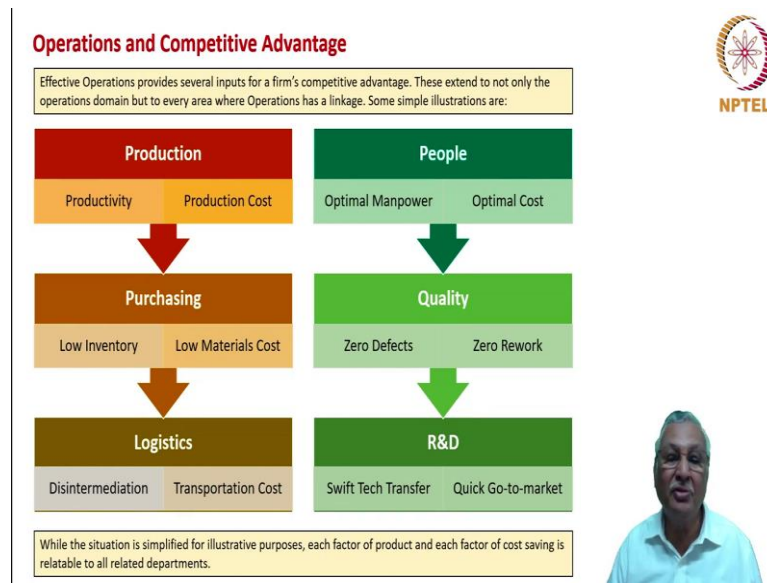 Operations and Competitive Advantage
Effective Operations provides several inputs for a firm's competitive advantage. These extend to not only the
operations domain but to every area where Operations has a linkage. Some simple illustrations are:
NPTEL
Production
Productivity
Production Cost
Purchasing
Low Inventory
Low Materials Cost
Logistics
Disintermediation
Transportation Cost
People
Optimal Manpower
Optimal Cost
Quality
Zero Defects
Zero Rework
R&D
Swift Tech Transfer
Quick Go-to-market
While the situation is simplified for illustrative purposes, each factor of product and each factor of cost saving is
relatable to all related departments.